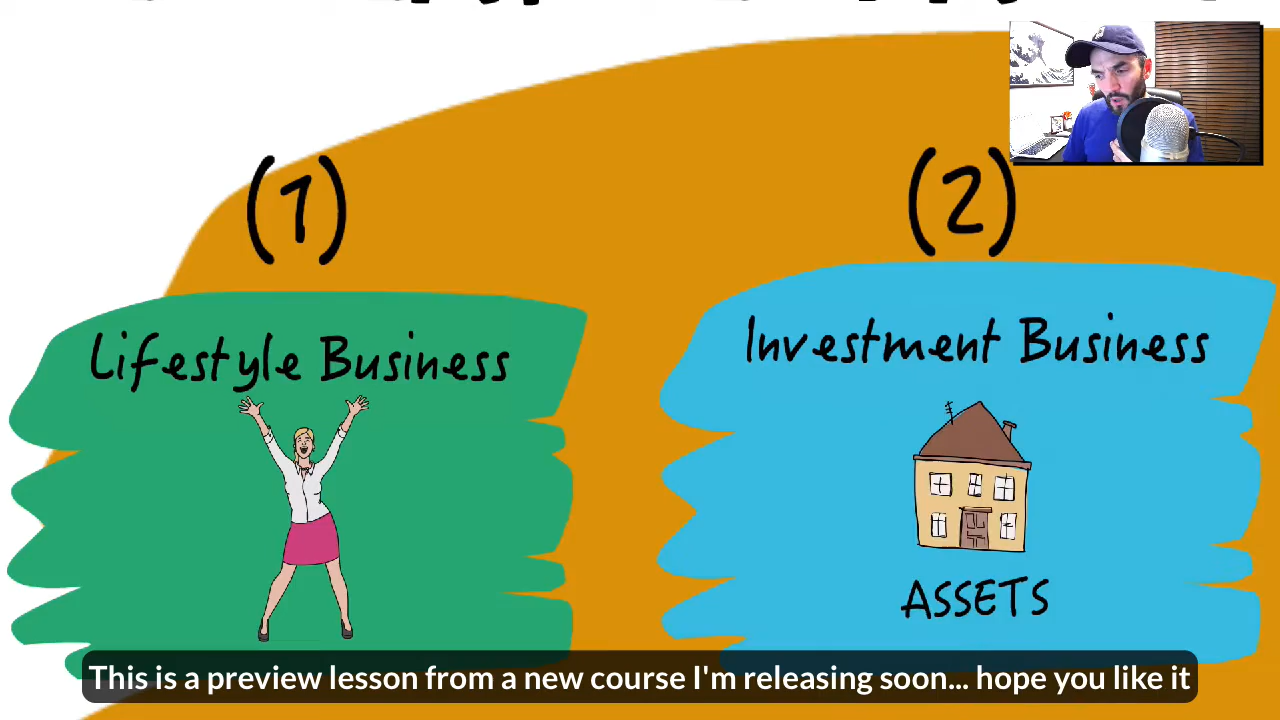 (1)
(2)
Lifestyle Business
Investment Business
ASSETS
This is a preview lesson from a new course I'm releasing soon... hope you like it